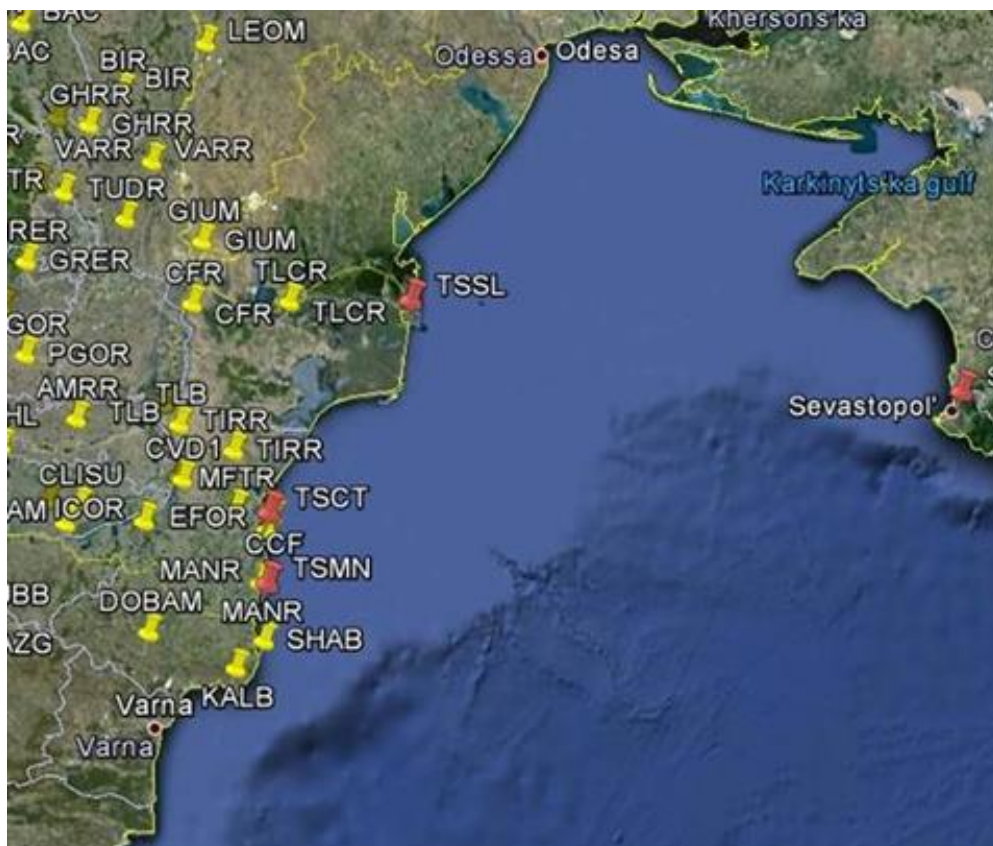 BAC
LEOM
Khersons'ka
BAC
Odessa
Odesa
BIR
BIR
GHRR
GHRR
VARR
VARR
TR
TUDR
Karkinyts'ka gulf
GIUM
RER
GIUM
GRER
CFR
TLCR
TSSL
CFR
TLCR
GOR
PGOR
AMRR
TLB
HL
TLB
TIRR
Sevastopol'
CVD1
TIRR
CLISU
MFTR
TSCT
AM
ICOR
EFOR
CCF
MANR
TSMN
BB
DOBAM
MANR
AZG
SHAB
Varna
KALB
Varna